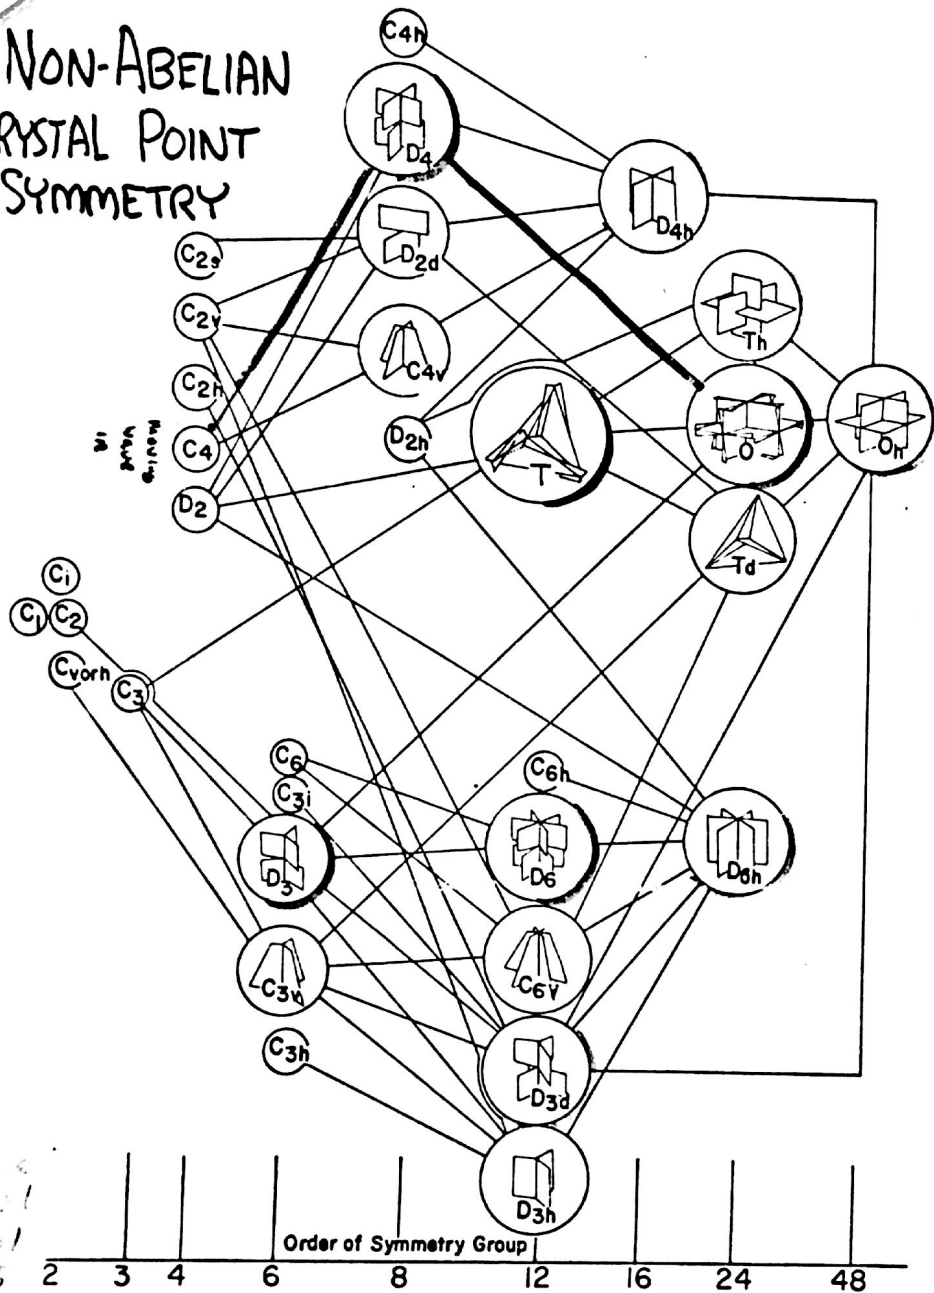 NON-ABELIAN
RYSTAL POINT
SYMMETRY
C4h
D4
D4h
C2s
D2d
C2v
Th
C4v
C2h
D2h
O
Oh
C4
T
D2
Td
Ci
C1 C2
Cvorh
C3
C6
C6h
C3i
D3
D6
D6h
C3v
C6v
C3h
D3d
D3h
Order of Symmetry Group
2 3 4 6 8 12 16 24 48